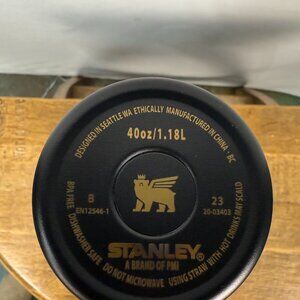 DESIGNED IN SEATTLE WA ETHICALLY MANUFACTURED IN CHINA - BC
40oz/1.18L
BPA FREE DISHWASHER SAFE
DO NOT MICROWAVE
USING STRAW WITH HOT DRINKS MAY SCALD
8
EN12546-1
23
20-03403
STANLEY®
A BRAND OF PMI